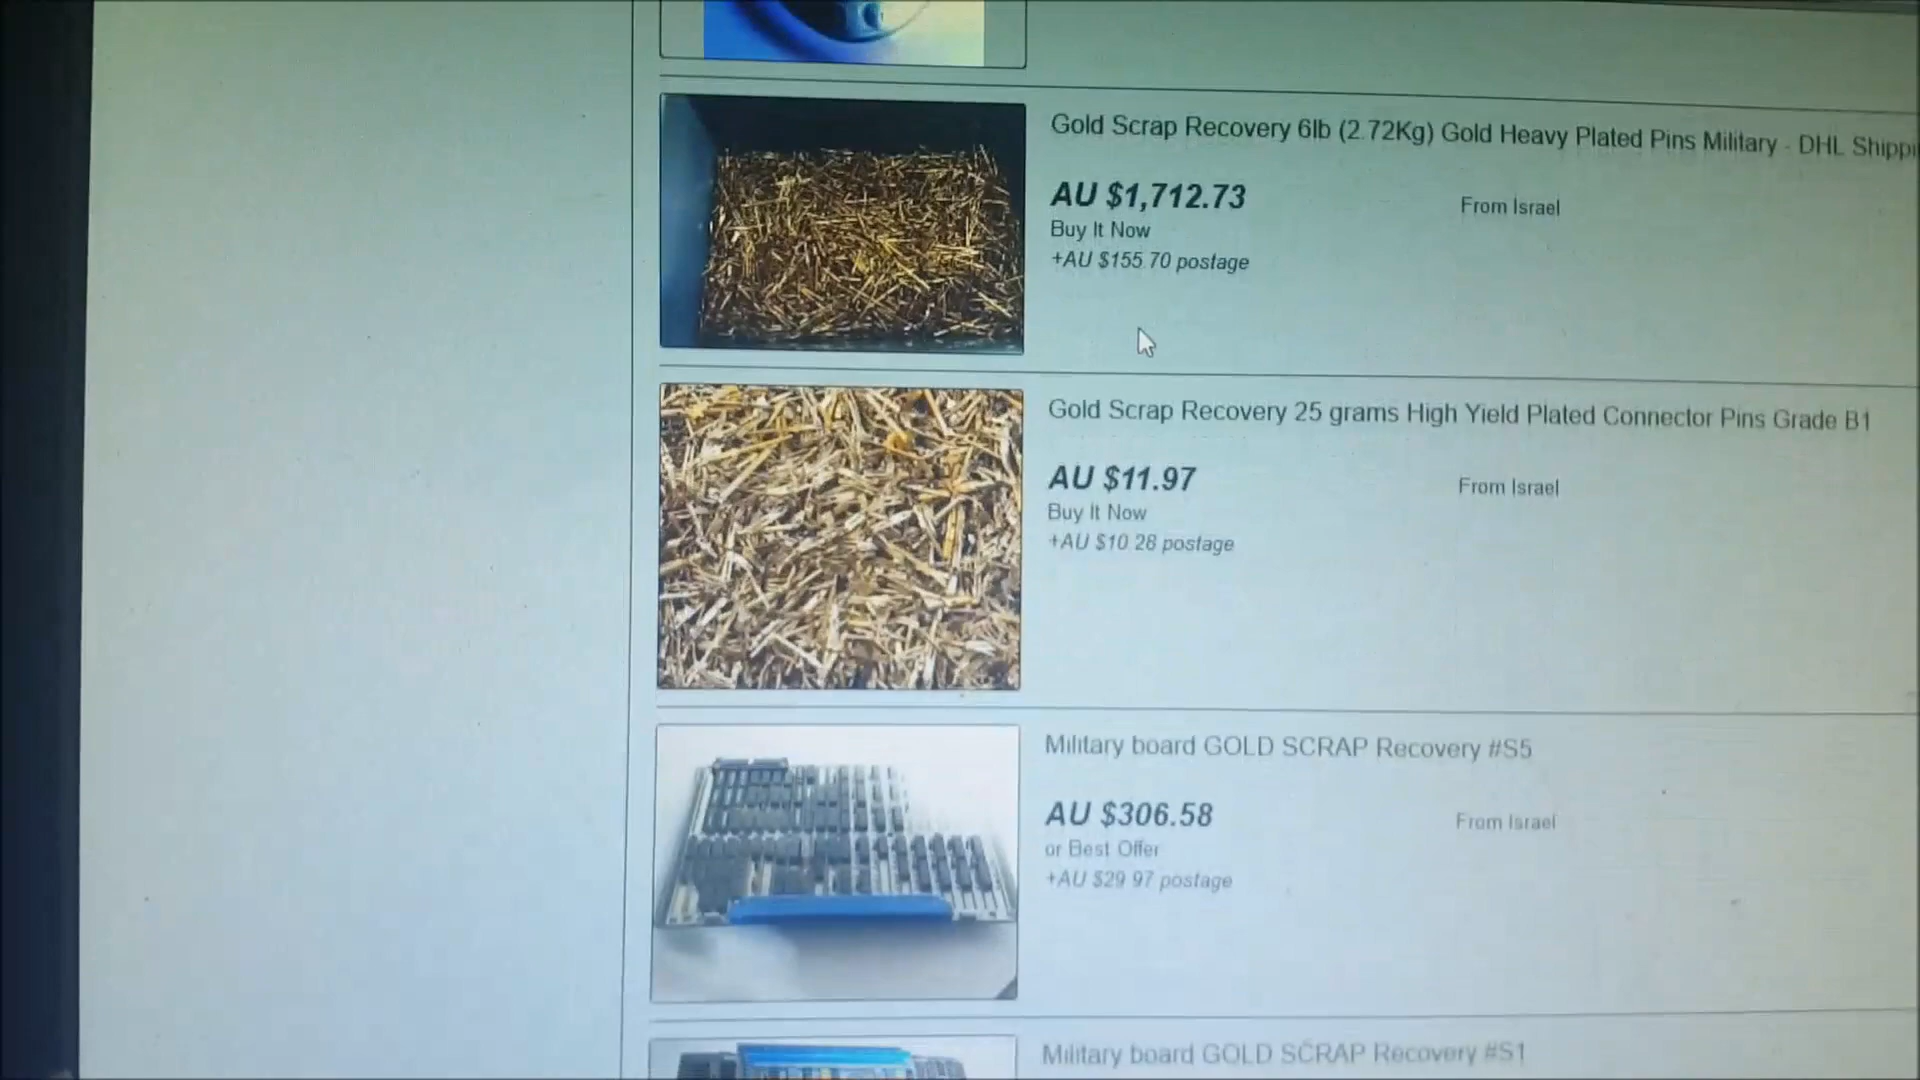 Gold Scrap Recovery 6lb (2.72Kg) Gold Heavy Plated Pins Military - DHL Shippi
AU $1,712.73
From Israel
Buy It Now
+AU $155.70 postage
Gold Scrap Recovery 25 grams High Yield Plated Connector Pins Grade B1
AU $11.97
From Israel
Buy It Now
+AU $10.28 postage
Military board GOLD SCRAP Recovery #S5
AU $306.58
From Israel
or Best Offer
+AU $29.97 postage
Military board GOLD SCRAP Recovery #S1